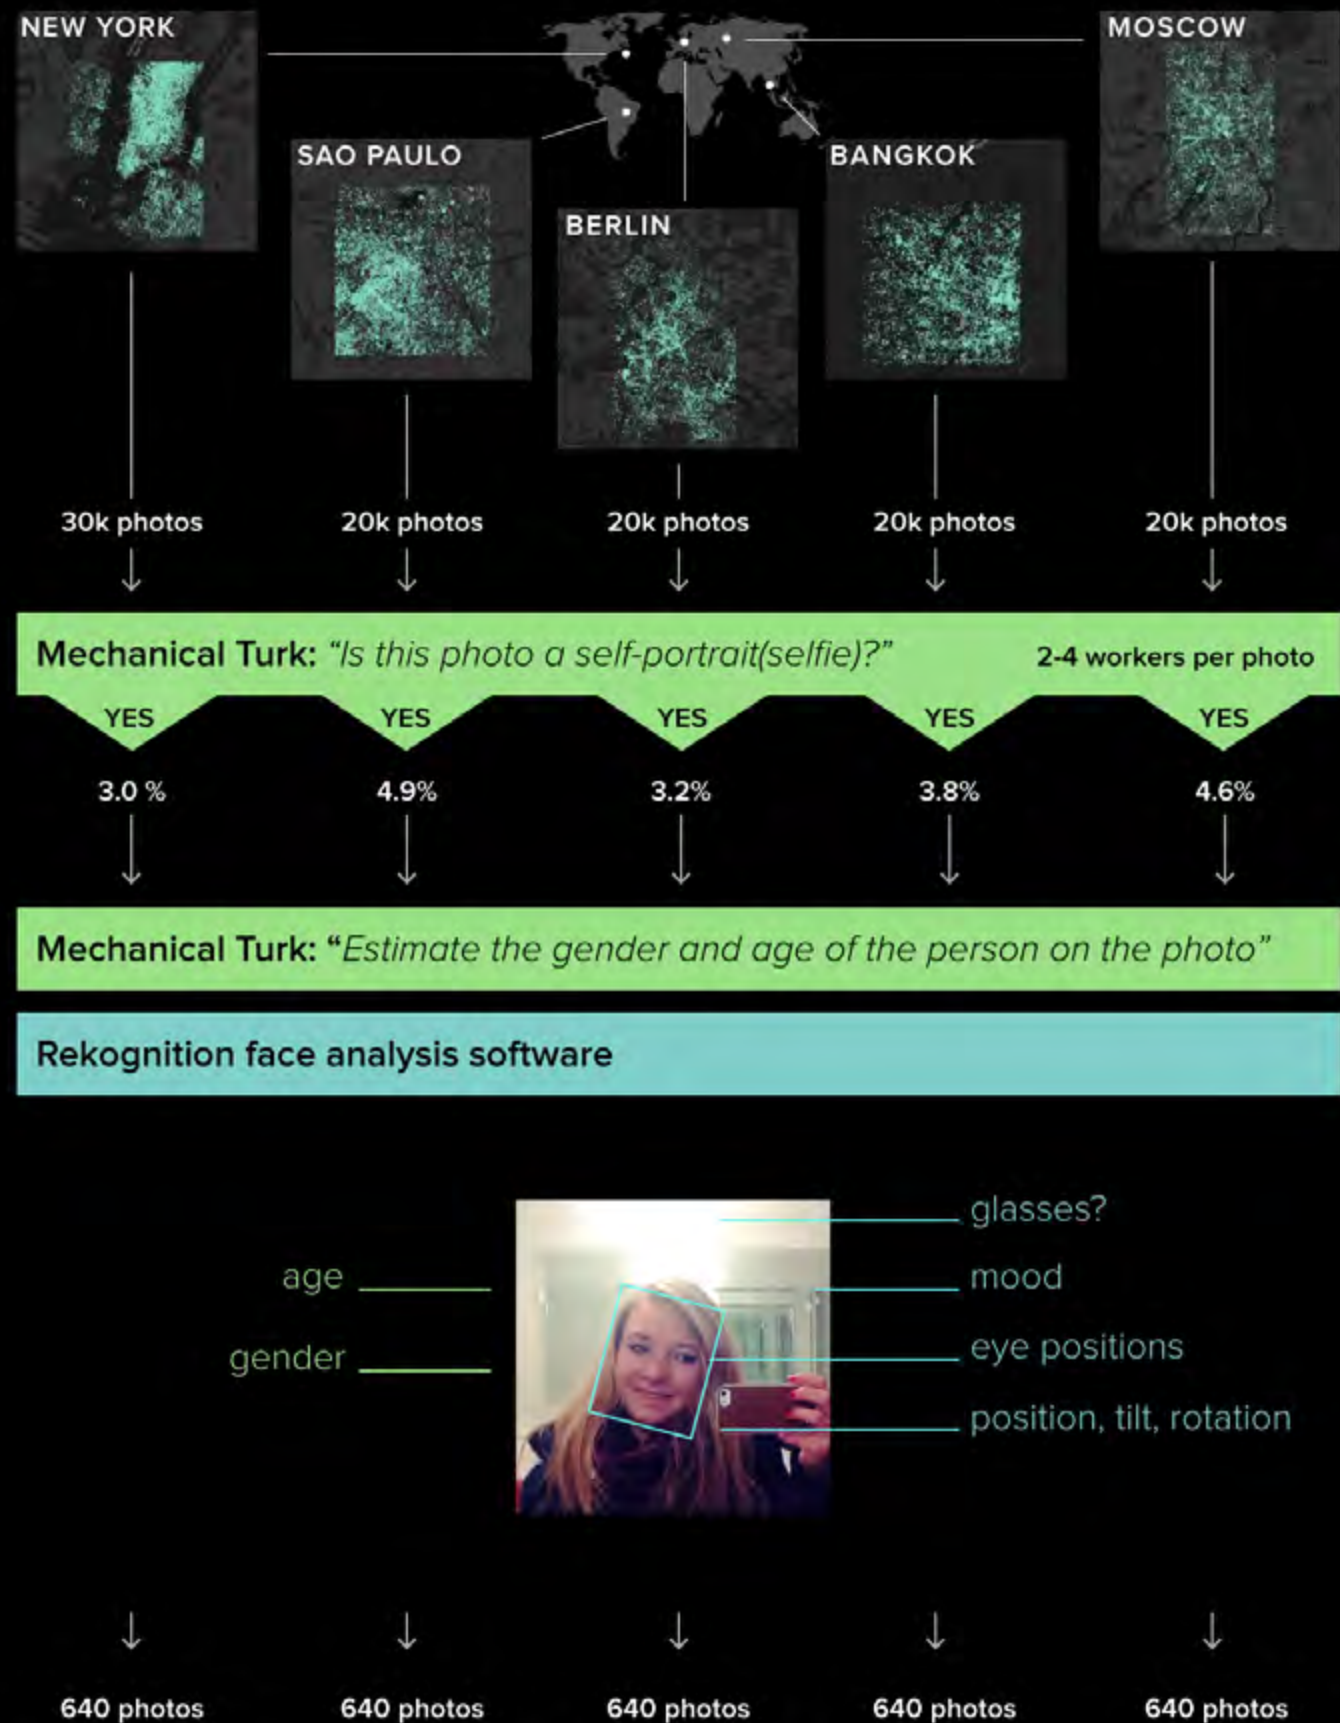 NEW YORK
MOSCOW
SAO PAULO
BANGKOK
BERLIN
30k photos
20k photos
20k photos
20k photos
20k photos
Mechanical Turk: “Is this photo a self-portrait(selfie)?”
2-4 workers per photo
YES
YES
YES
YES
YES
3.0 %
4.9%
3.2%
3.8%
4.6%
Mechanical Turk: “Estimate the gender and age of the person on the photo”
Rekognition face analysis software
glasses?
age
mood
gender
eye positions
position, tilt, rotation
640 photos
640 photos
640 photos
640 photos
640 photos